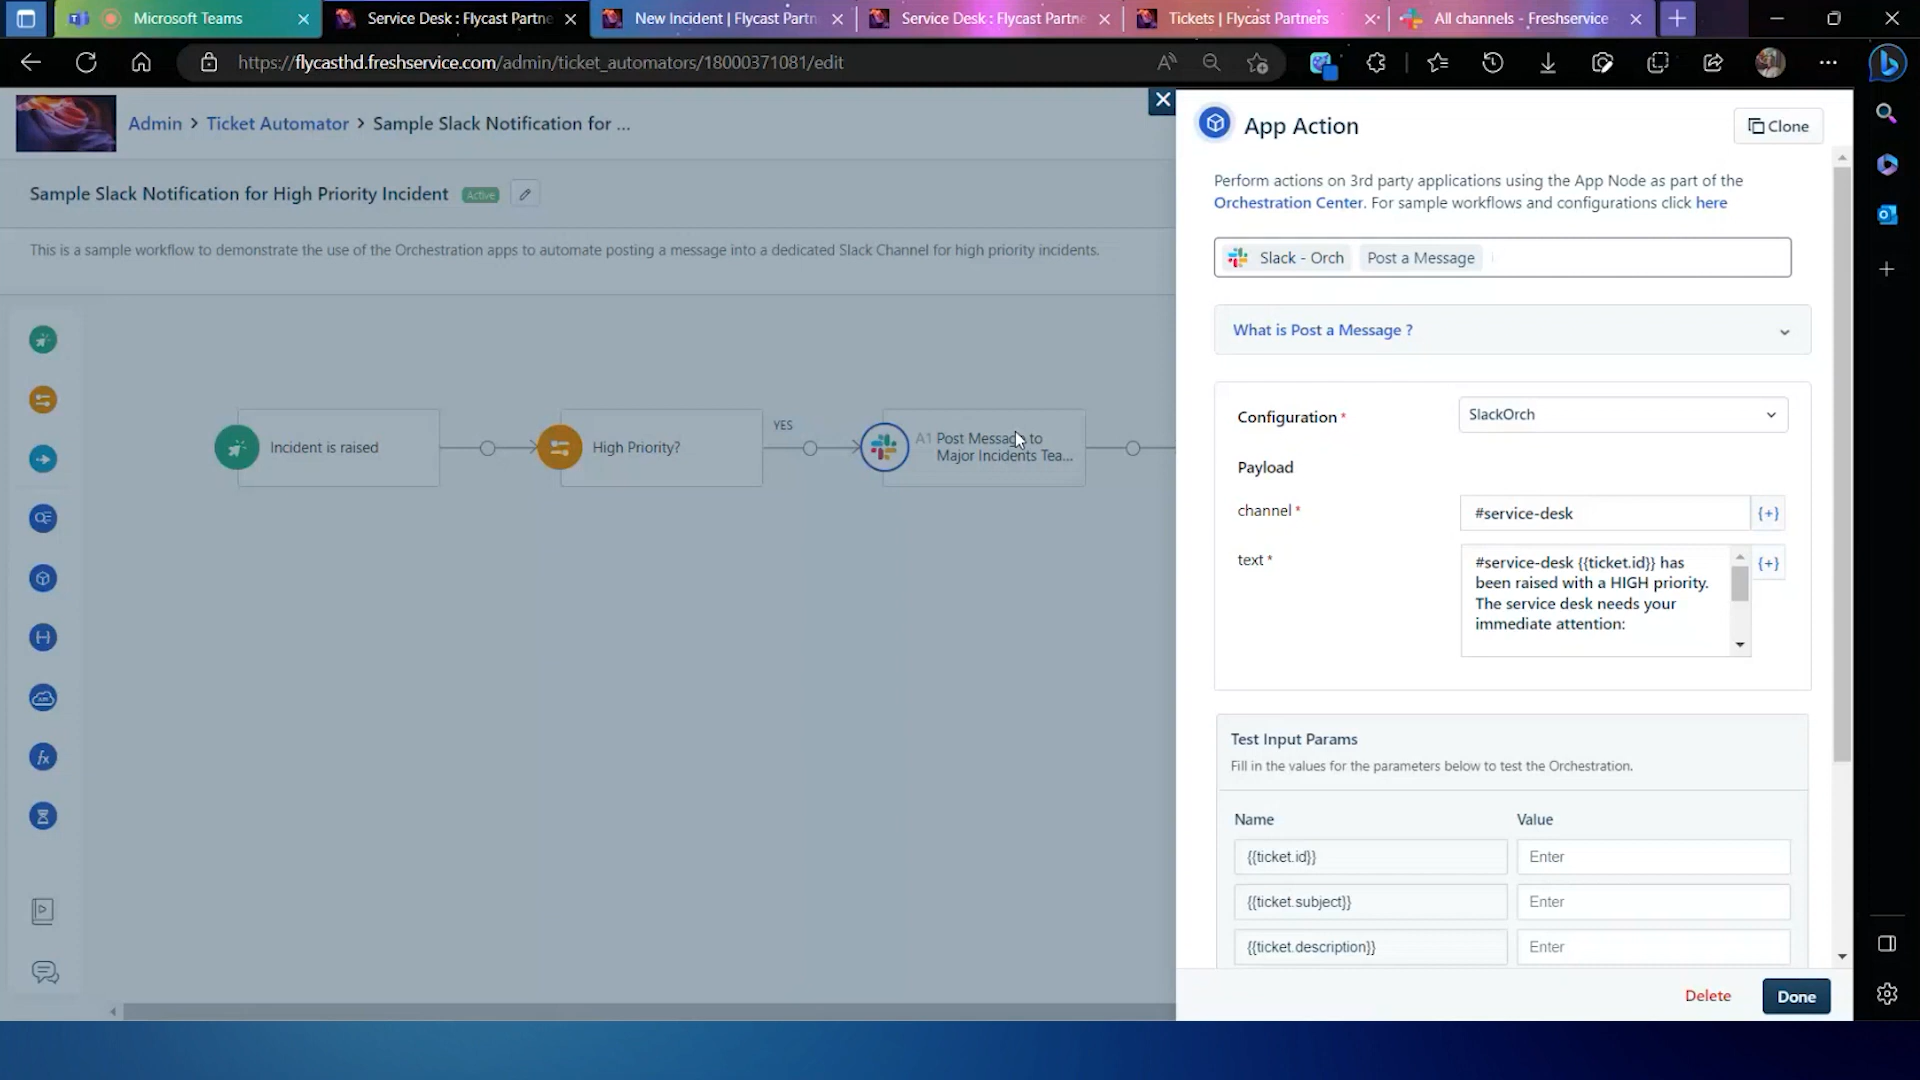 Microsoft Teams
Service Desk : Flycast Partne
New Incident | Flycast Partn
Service Desk : Flycast Partne
Tickets | Flycast Partners
All channels - Freshservice
https://flycasthd.freshservice.com/admin/ticket_automators/18000371081/edit
Admin > Ticket Automator > Sample Slack Notification for ...
Sample Slack Notification for High Priority Incident Active
This is a sample workflow to demonstrate the use of the Orchestration apps to automate posting a message into a dedicated Slack Channel for high priority incidents.
Incident is raised
High Priority?
YES
A1 Post Message to
Major Incidents Tea...
App Action
Clone
Perform actions on 3rd party applications using the App Node as part of the
Orchestration Center. For sample workflows and configurations click here
Slack - Orch Post a Message
What is Post a Message ?
Configuration * SlackOrch
Payload
channel * #service-desk {+}
text * #service-desk {{ticket.id}} has {+}
been raised with a HIGH priority.
The service desk needs your
immediate attention:
Test Input Params
Fill in the values for the parameters below to test the Orchestration.
Name Value
{{ticket.id}} Enter
{{ticket.subject}} Enter
{{ticket.description}} Enter
Delete Done